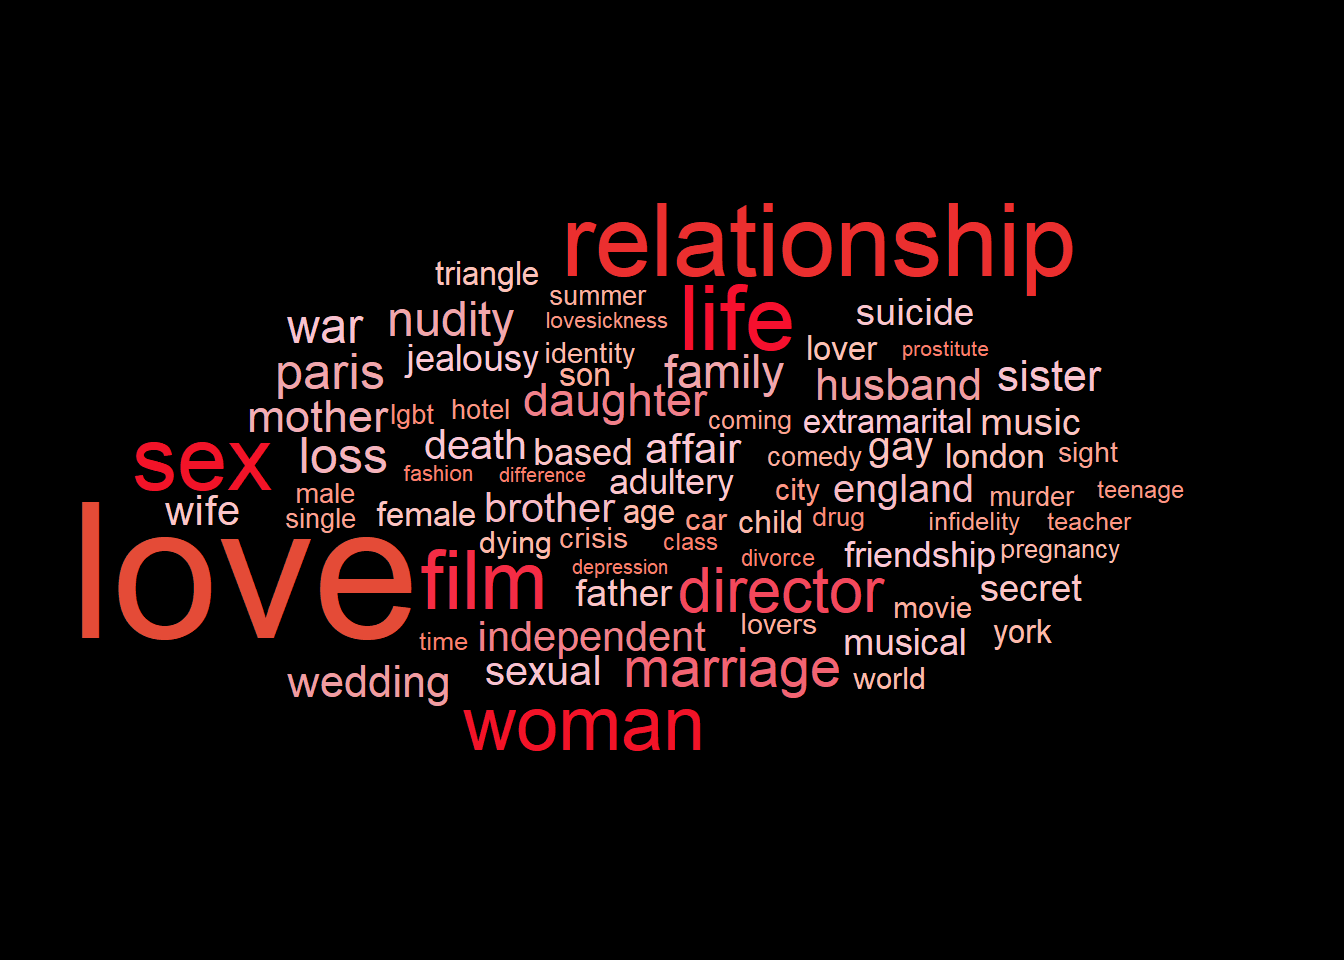 relationship
triangle
summer
life
suicide
war
nudity
lovesickness
jealousy
identity
lover
prostitute
paris
son
family
husband
sister
mother
lgbt
hotel
daughter
coming
extramarital
music
sex
loss
death
based
affair
comedy
gay
london
sight
fashion
difference
adultery
city
england
murder
teenage
wife
male
single
female
brother
age
car
child
drug
infidelity
teacher
love
dying
crisis
class
divorce
friendship
pregnancy
film
depression
father
director
movie
secret
time
independent
lovers
musical
york
wedding
sexual
marriage
world
woman